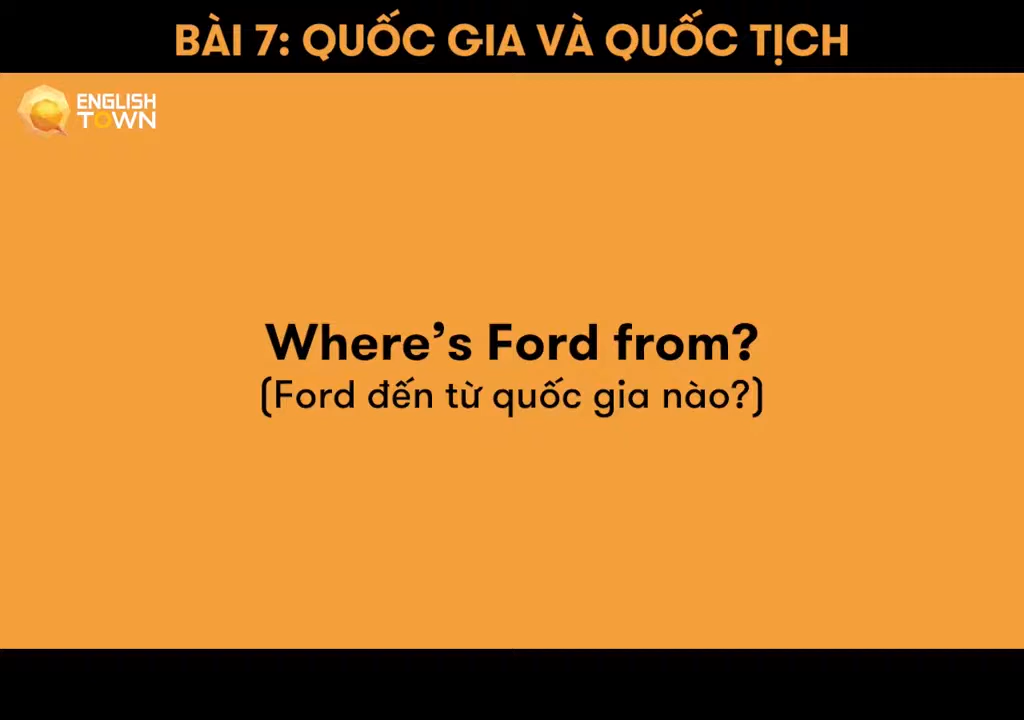 BÀI 7: QUỐC GIA VÀ QUỐC TỊCH
ENGLISH
TOWN
Where’s Ford from?
(Ford đến từ quốc gia nào?)